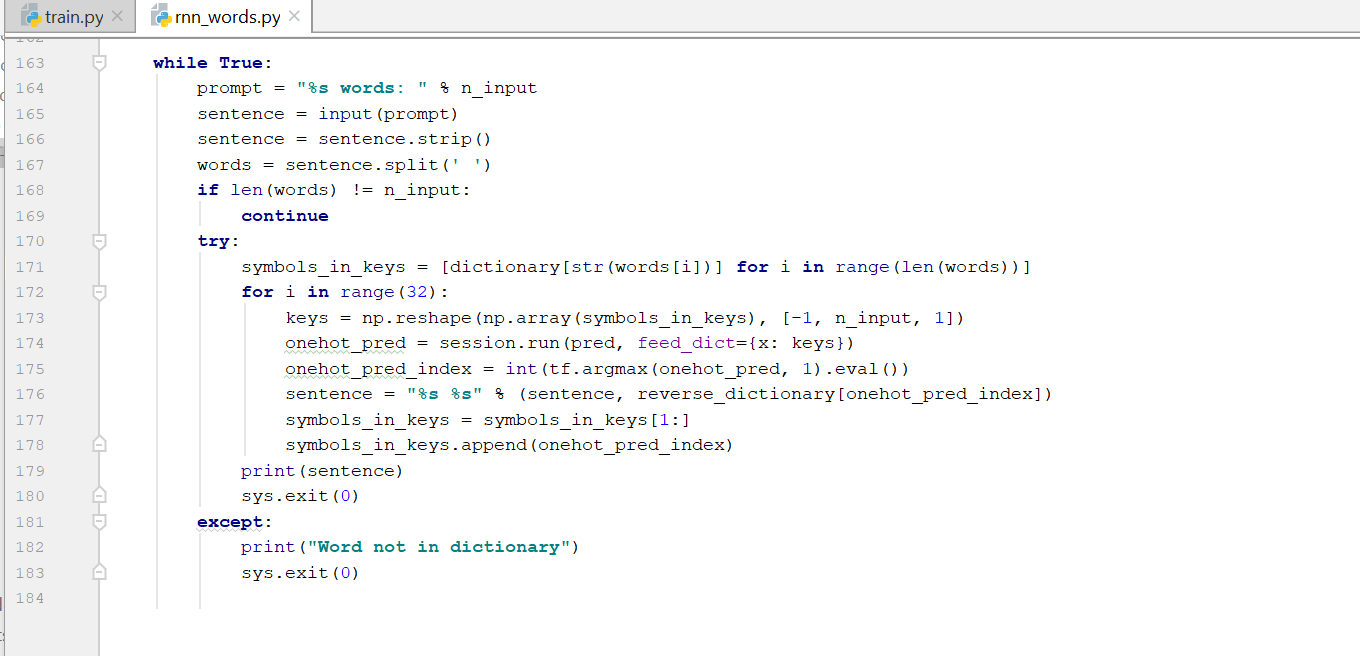 train.py
rnn_words.py
163 while True:
164 prompt = "%s words: " % n_input
165 sentence = input(prompt)
166 sentence = sentence.strip()
167 words = sentence.split(' ')
168 if len(words) != n_input:
169 continue
170 try:
171 symbols_in_keys = [dictionary[str(words[i])] for i in range(len(words))]
172 for i in range(32):
173 keys = np.reshape(np.array(symbols_in_keys), [-1, n_input, 1])
174 onehot_pred = session.run(pred, feed_dict={x: keys})
175 onehot_pred_index = int(tf.argmax(onehot_pred, 1).eval())
176 sentence = "%s %s" % (sentence, reverse_dictionary[onehot_pred_index])
177 symbols_in_keys = symbols_in_keys[1:]
178 symbols_in_keys.append(onehot_pred_index)
179 print(sentence)
180 sys.exit(0)
181 except:
182 print("Word not in dictionary")
183 sys.exit(0)
184